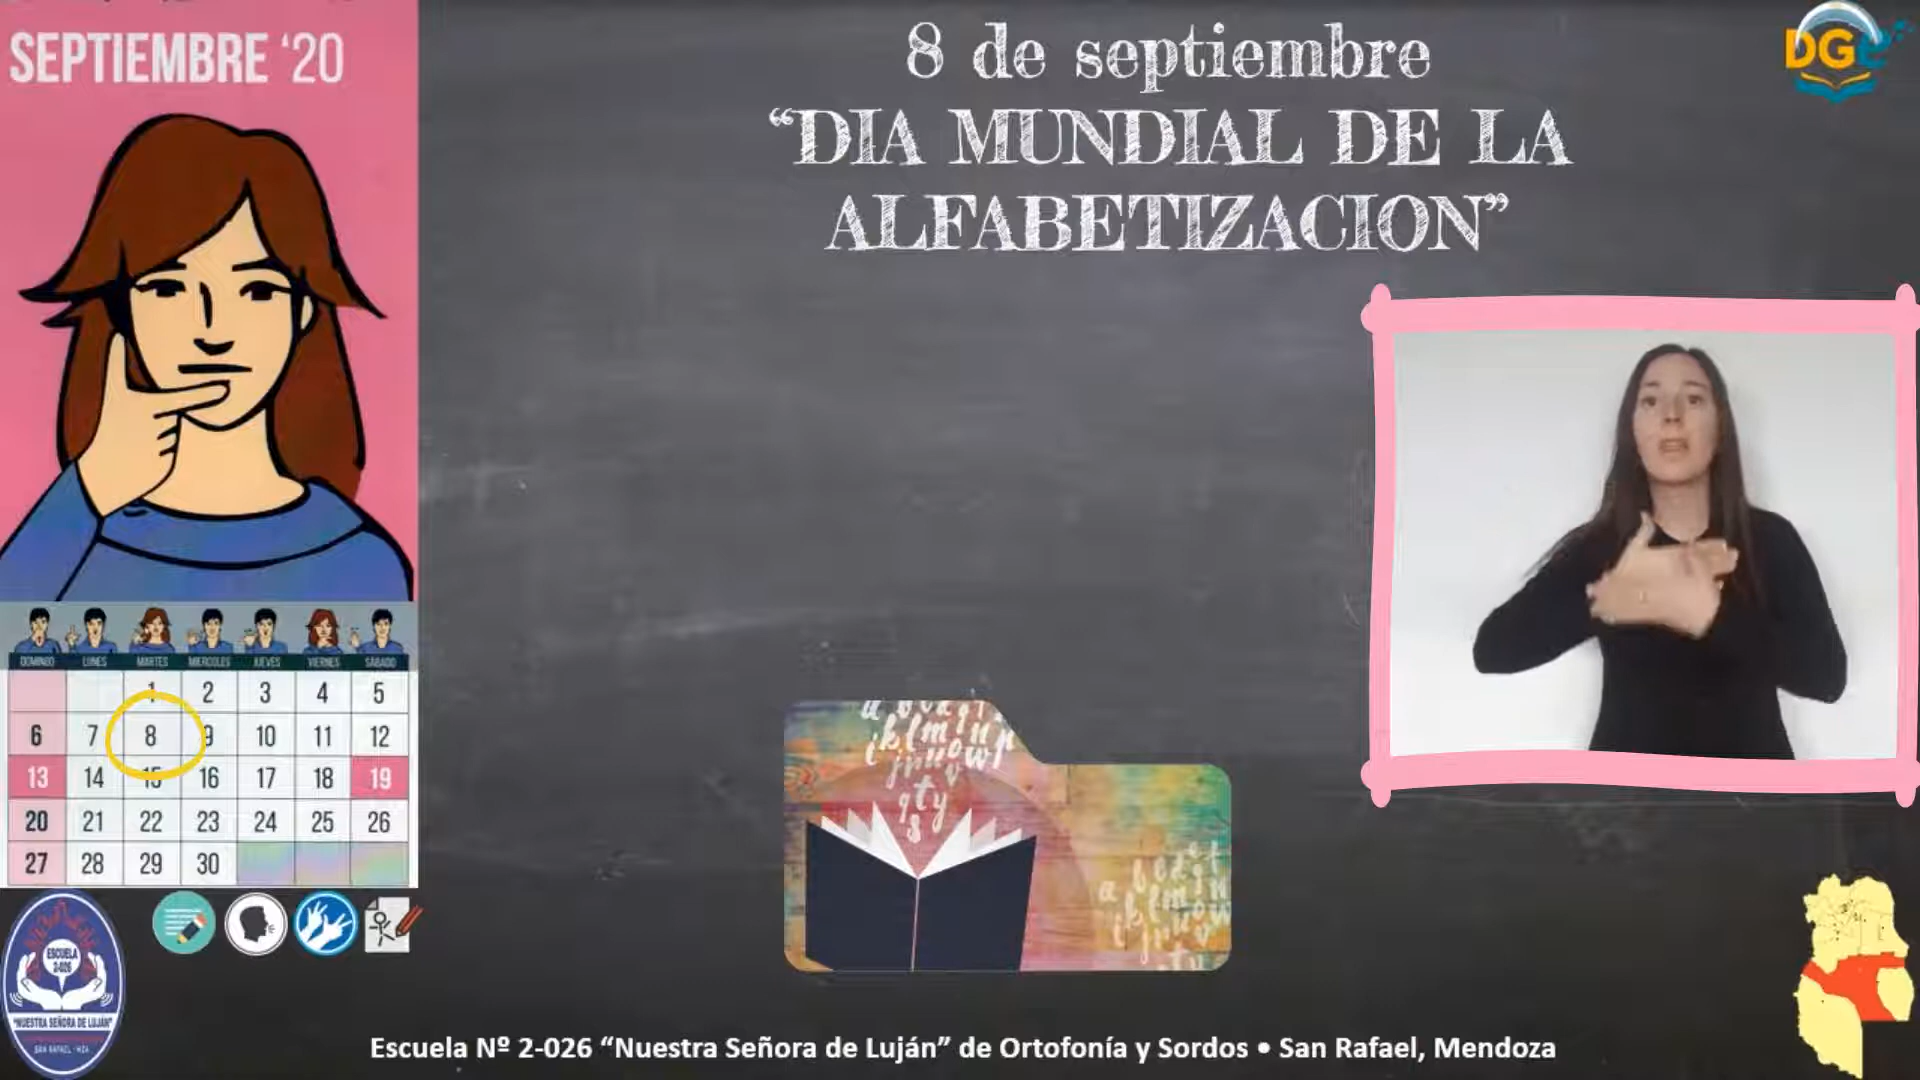 SEPTIEMBRE ‘20
8 de septiembre
“DIA MUNDIAL DE LA
ALFABETIZACION”
DGE
DOMINGO LUNES MARTES MIERCOLES JUEVES VIERNES SABADO
1 2 3 4 5
6 7 8 9 10 11 12
13 14 15 16 17 18 19
20 21 22 23 24 25 26
27 28 29 30
ESCUELA
2-026
"NUESTRA SEÑORA DE LUJÁN"
SAN RAFAEL - MZA
Escuela Nº 2-026 “Nuestra Señora de Luján” de Ortofonía y Sordos • San Rafael, Mendoza